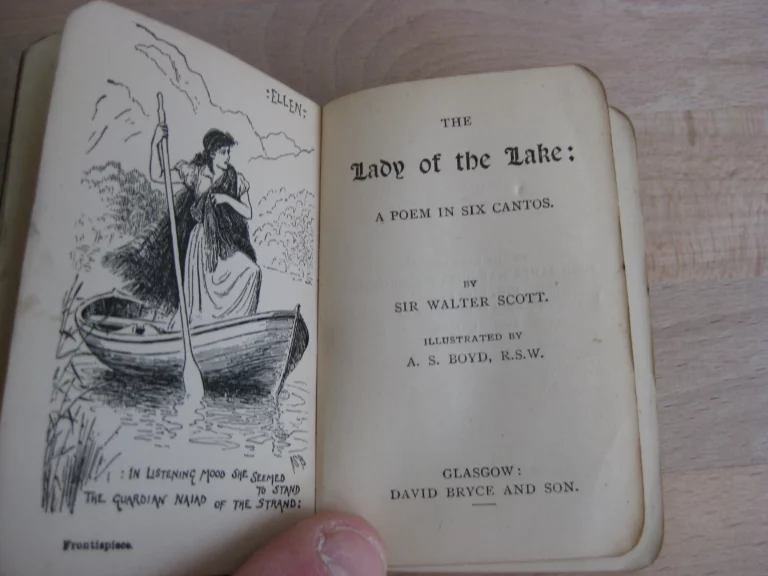 :ELLEN:
: IN LISTENING MOOD SHE SEEMED
TO STAND
THE GUARDIAN NAIAD OF THE STRAND:
Frontispiece.
THE
Lady of the Lake:
A POEM IN SIX CANTOS.
BY
SIR WALTER SCOTT.
ILLUSTRATED BY
A. S. BOYD, R.S.W.
GLASGOW:
DAVID BRYCE AND SON.